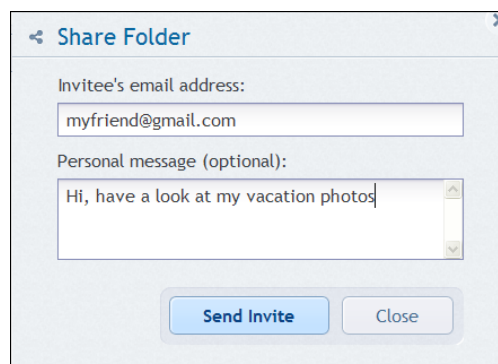 Share Folder
Invitee's email address:
myfriend@gmail.com
Personal message (optional):
Hi, have a look at my vacation photos
Send Invite
Close